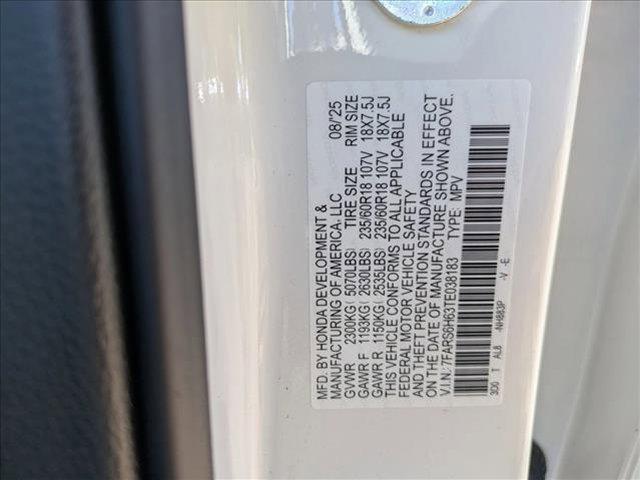 MFD. BY HONDA DEVELOPMENT &
MANUFACTURING OF AMERICA, LLC 08/'25
GVWR 2300KG( 5070LBS) TIRE SIZE RIM SIZE
GAWR F 1193KG( 2630LBS) 235/60R18 107V 18X7.5J
GAWR R 1150KG( 2535LBS) 235/60R18 107V 18X7.5J
THIS VEHICLE CONFORMS TO ALL APPLICABLE
FEDERAL MOTOR VEHICLE SAFETY
AND THEFT PREVENTION STANDARDS IN EFFECT
ON THE DATE OF MANUFACTURE SHOWN ABOVE.
V.I.N.:7FARS6H63TE038183 TYPE: MPV
3D0 T AL8 -NH883P -V -E